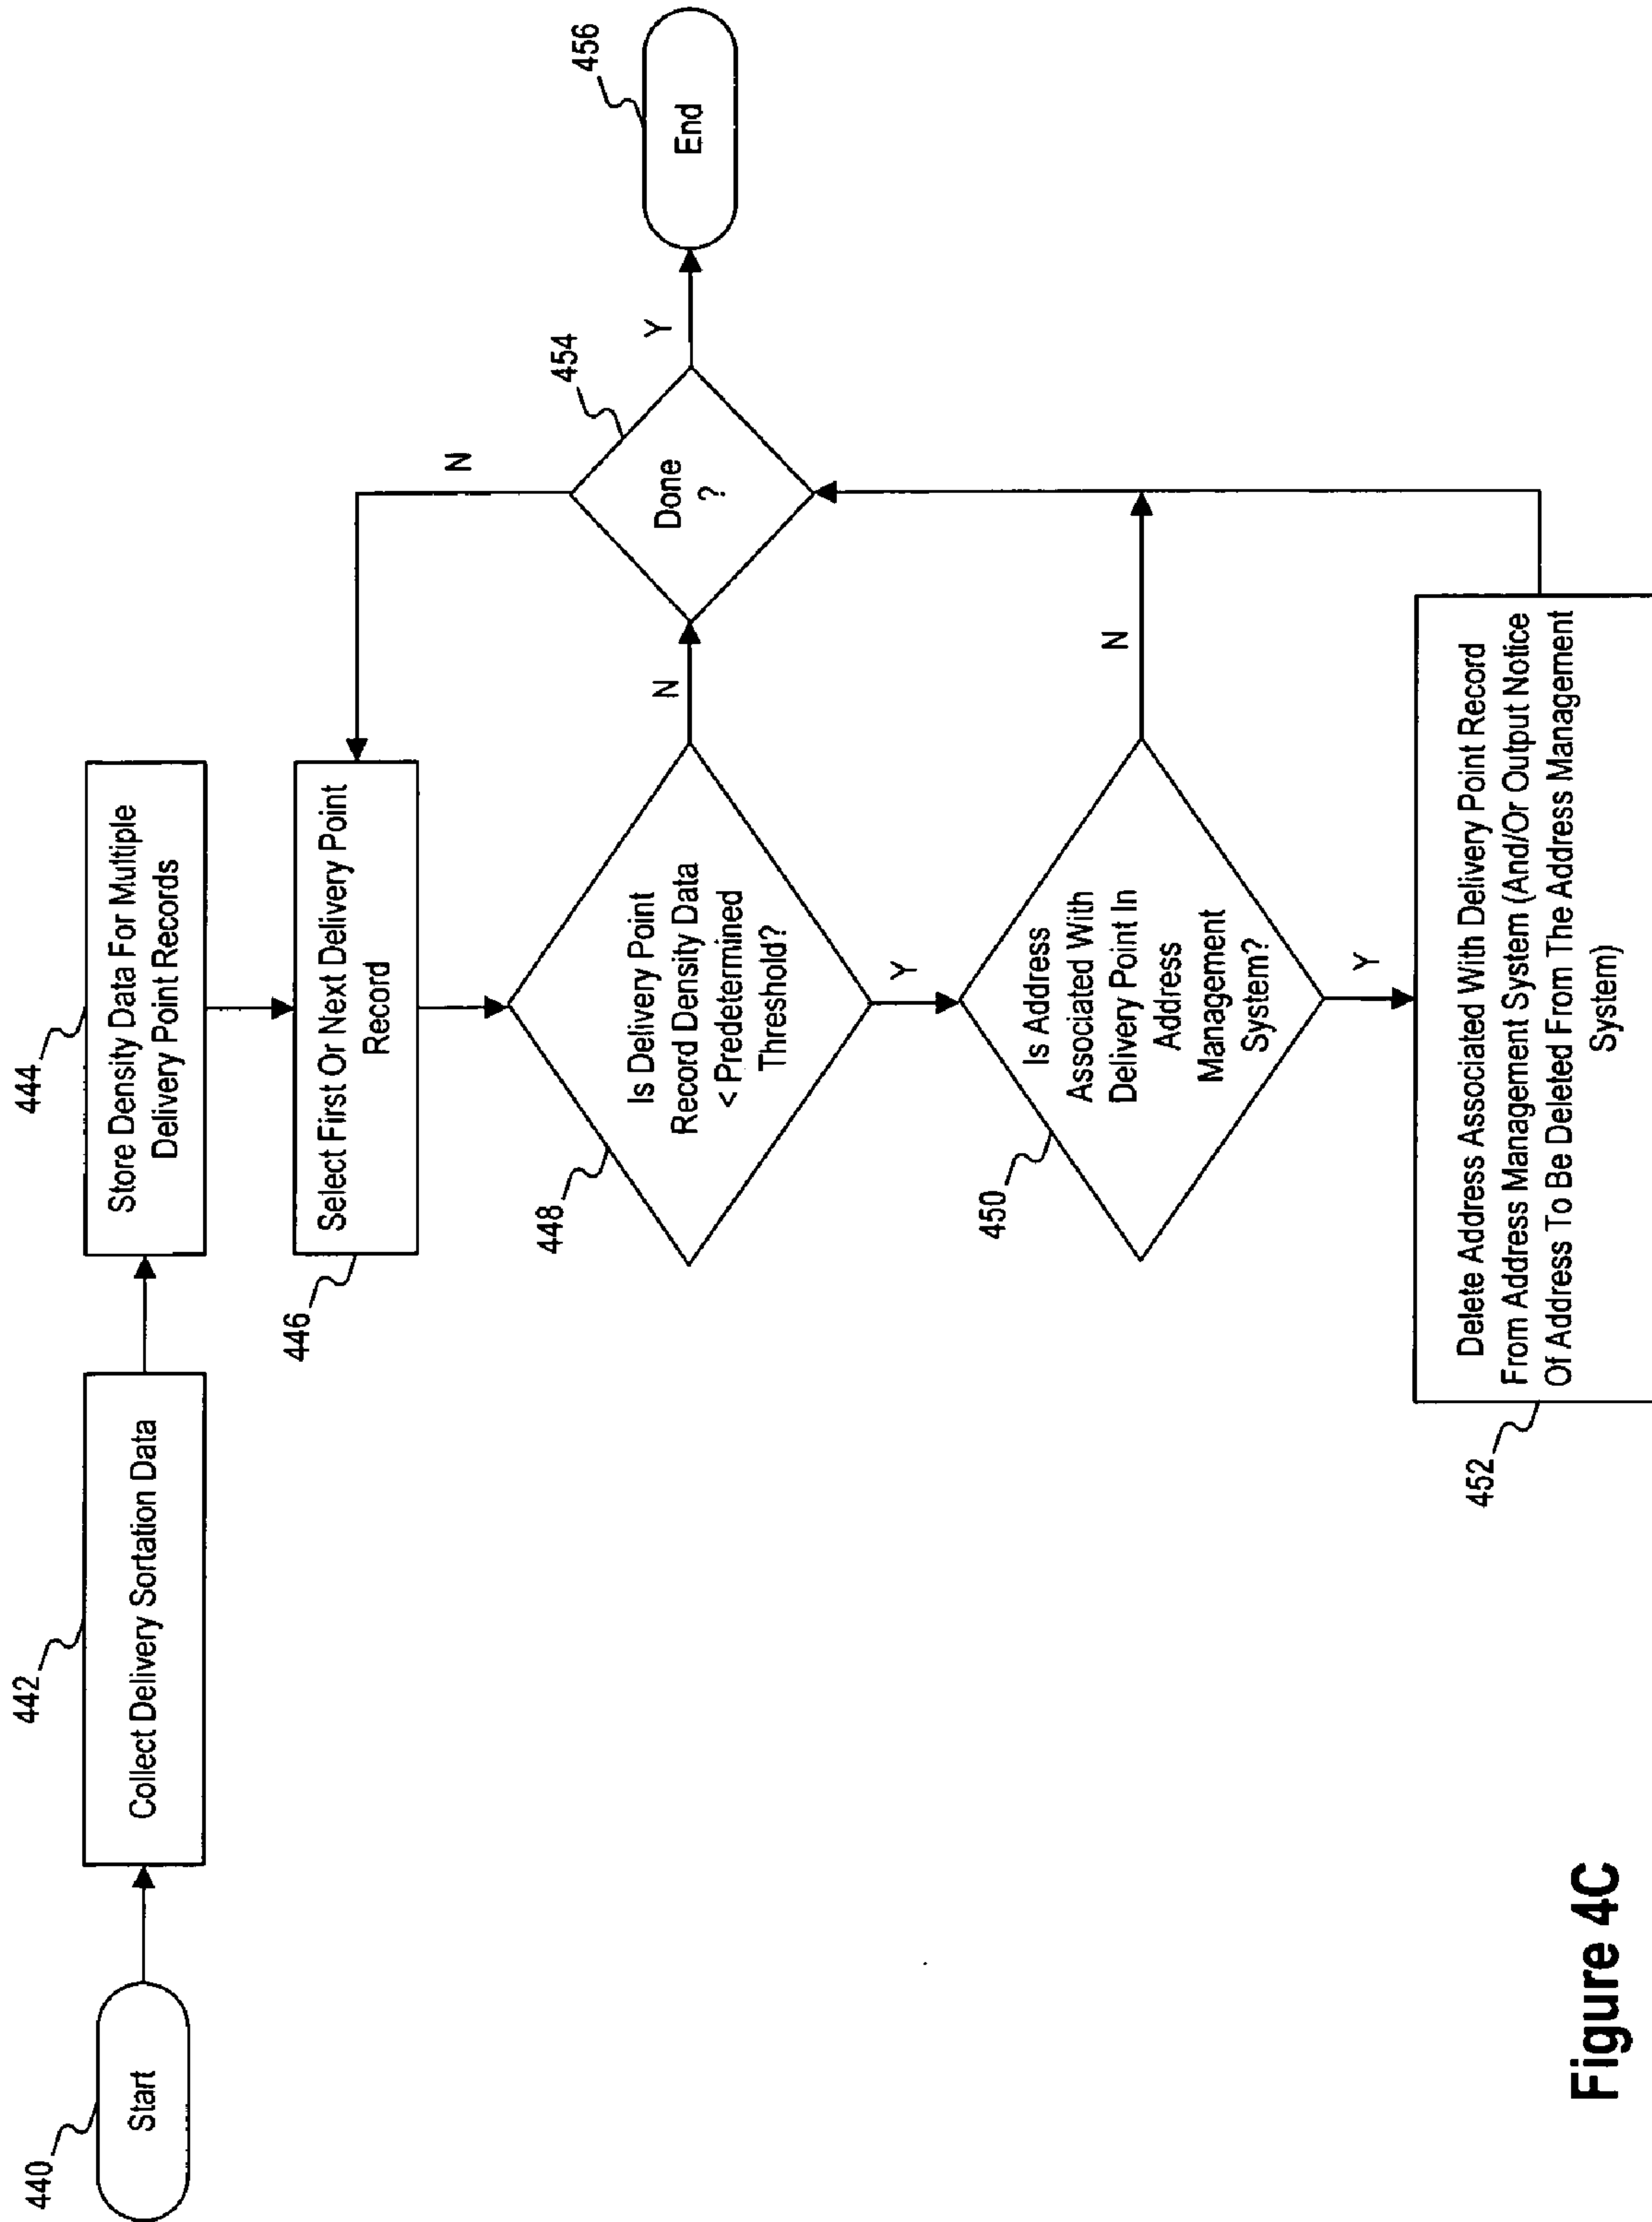 440
Start
442
Collect Delivery Sortation Data
444
Store Density Data For Multiple
Delivery Point Records
446
Select First Or Next Delivery Point
Record
448
Is Delivery Point
Record Density Data
< Predetermined
Threshold?
N
Y
450
Is Address
Associated With
Delivery Point In
Address
Management
System?
N
Y
452
Delete Address Associated With Delivery Point Record
From Address Management System (And/Or Output Notice
Of Address To Be Deleted From The Address Management
System)
454
Done
?
N
Y
456
End
Figure 4C